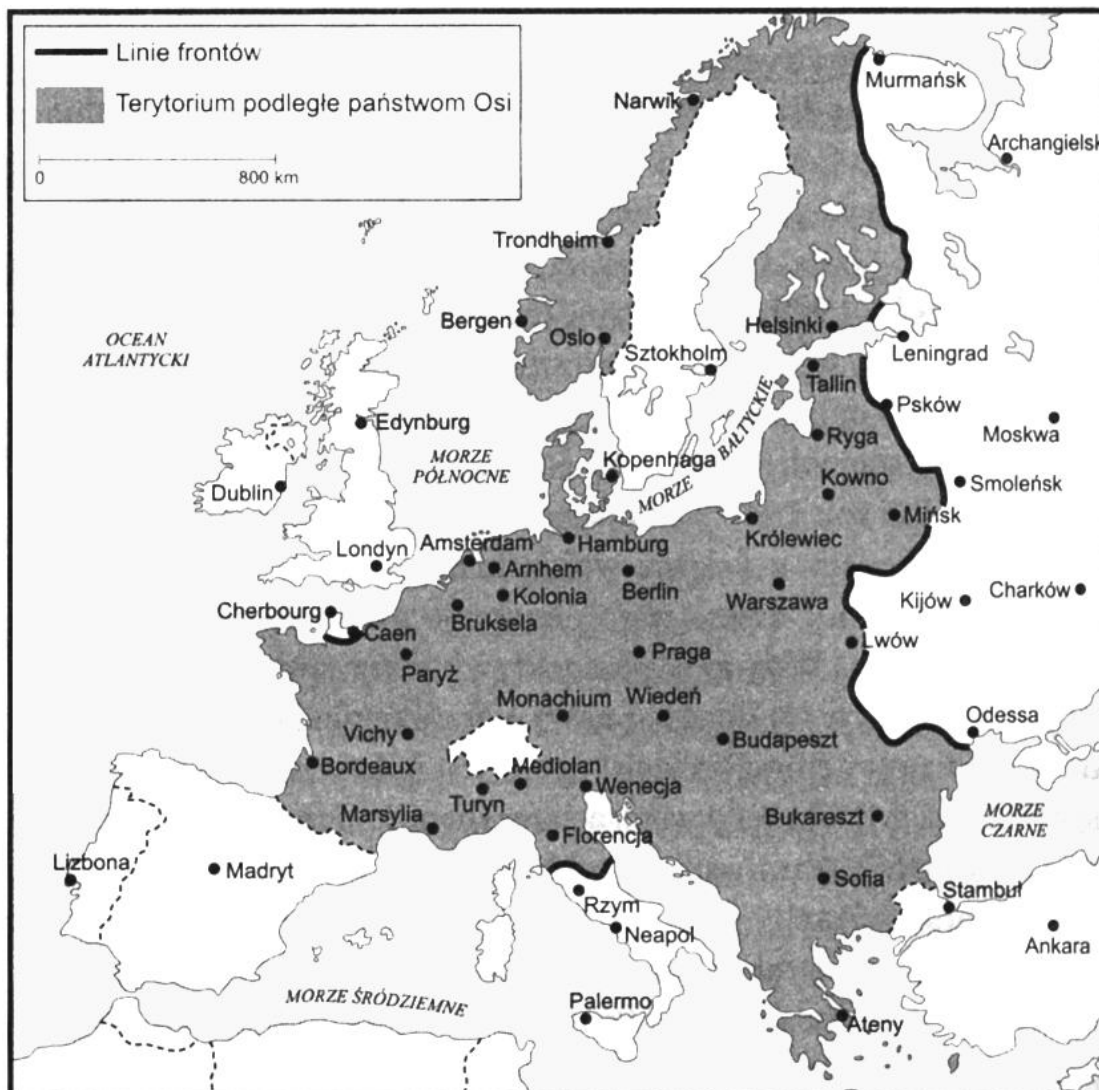 Linie frontów
Terytorium podległe państwom Osi
0 800 km
Murmańsk
Narwik
Archangielsk
Trondheim
Bergen
Oslo
Helsinki
OCEAN
ATLANTYCKI
Sztokholm
Leningrad
Tallin
Psków
MORZE BAŁTYCKIE
Edynburg
Moskwa
Ryga
MORZE
PÓŁNOCNE
Kopenhaga
Kowno
Smoleńsk
Dublin
Mińsk
Królewiec
Hamburg
Amsterdam
Londyn
Arnhem
Berlin
Warszawa
Kijów
Charków
Kolonia
Cherbourg
Bruksela
Caen
Lwów
Praga
Paryż
Monachium
Wiedeń
Odessa
Vichy
Budapeszt
Bordeaux
Mediolan
Wenecja
Turyn
Marsylia
Bukareszt
MORZE
CZARNE
Florencja
Lizbona
Madryt
Sofia
Stambuł
Rzym
Neapol
Ankara
MORZE ŚRÓDZIEMNE
Palermo
Ateny